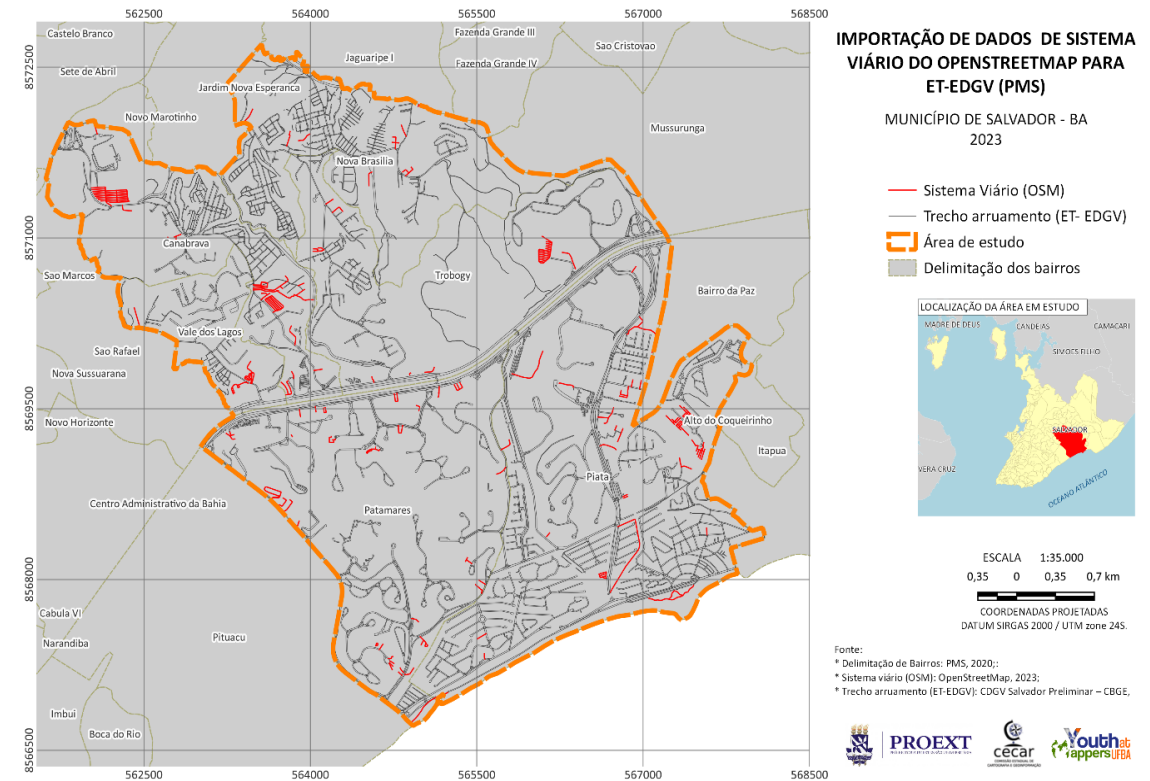 562500
564000
565500
567000
568500
Castelo Branco
Fazenda Grande III
Sao Cristovao
Jaguaripe I
Fazenda Grande IV
Sete de Abril
Jardim Nova Esperanca
Novo Marotinho
Mussurunga
Nova Brasilia
Canabrava
Sao Marcos
Trobogy
Bairro da Paz
Vale dos Lagos
Sao Rafael
Nova Sussuarana
Novo Horizonte
Alto do Coqueirinho
Itapua
Piata
Centro Administrativo da Bahia
Patamares
Cabula VI
Pituacu
Narandiba
Imbui
Boca do Rio
8572500
8571000
8569500
8568000
8566500
562500
564000
565500
567000
568500
IMPORTAÇÃO DE DADOS DE SISTEMA
VIÁRIO DO OPENSTREETMAP PARA
ET-EDGV (PMS)
MUNICÍPIO DE SALVADOR - BA
2023
Sistema Viário (OSM)
Trecho arruamento (ET- EDGV)
Área de estudo
Delimitação dos bairros
LOCALIZAÇÃO DA ÁREA EM ESTUDO
MADRE DE DEUS
CANDEIAS
CAMACARI
SIMOES FILHO
SALVADOR
VERA CRUZ
OCEANO ATLÂNTICO
ESCALA 1:35.000
0,35 0 0,35 0,7 km
COORDENADAS PROJETADAS
DATUM SIRGAS 2000 / UTM zone 24S.
Fonte:
* Delimitação de Bairros: PMS, 2020;:
* Sistema viário (OSM): OpenStreetMap, 2023;
* Trecho arruamento (ET-EDGV): CDGV Salvador Preliminar – CBGE,
PROEXT
cecar
Youth at
Mappers UFBA